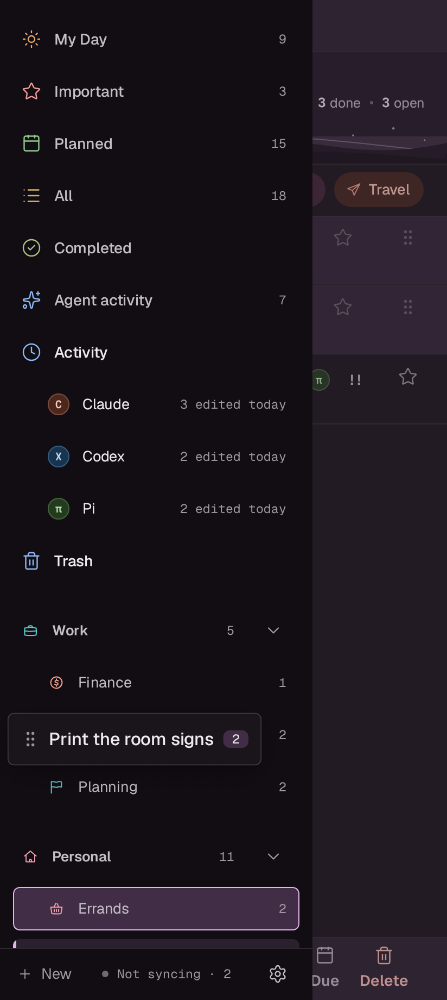 My Day 9
Important 3
3 done • 3 open
Planned 15
All 18
Travel
Completed
Agent activity 7
Activity
C Claude 3 edited today
π !!
X Codex 2 edited today
π Pi 2 edited today
Trash
Work 5
Finance 1
Print the room signs 2
2
Planning 2
Personal 11
Errands 2
+ New
Not syncing · 2
Due
Delete